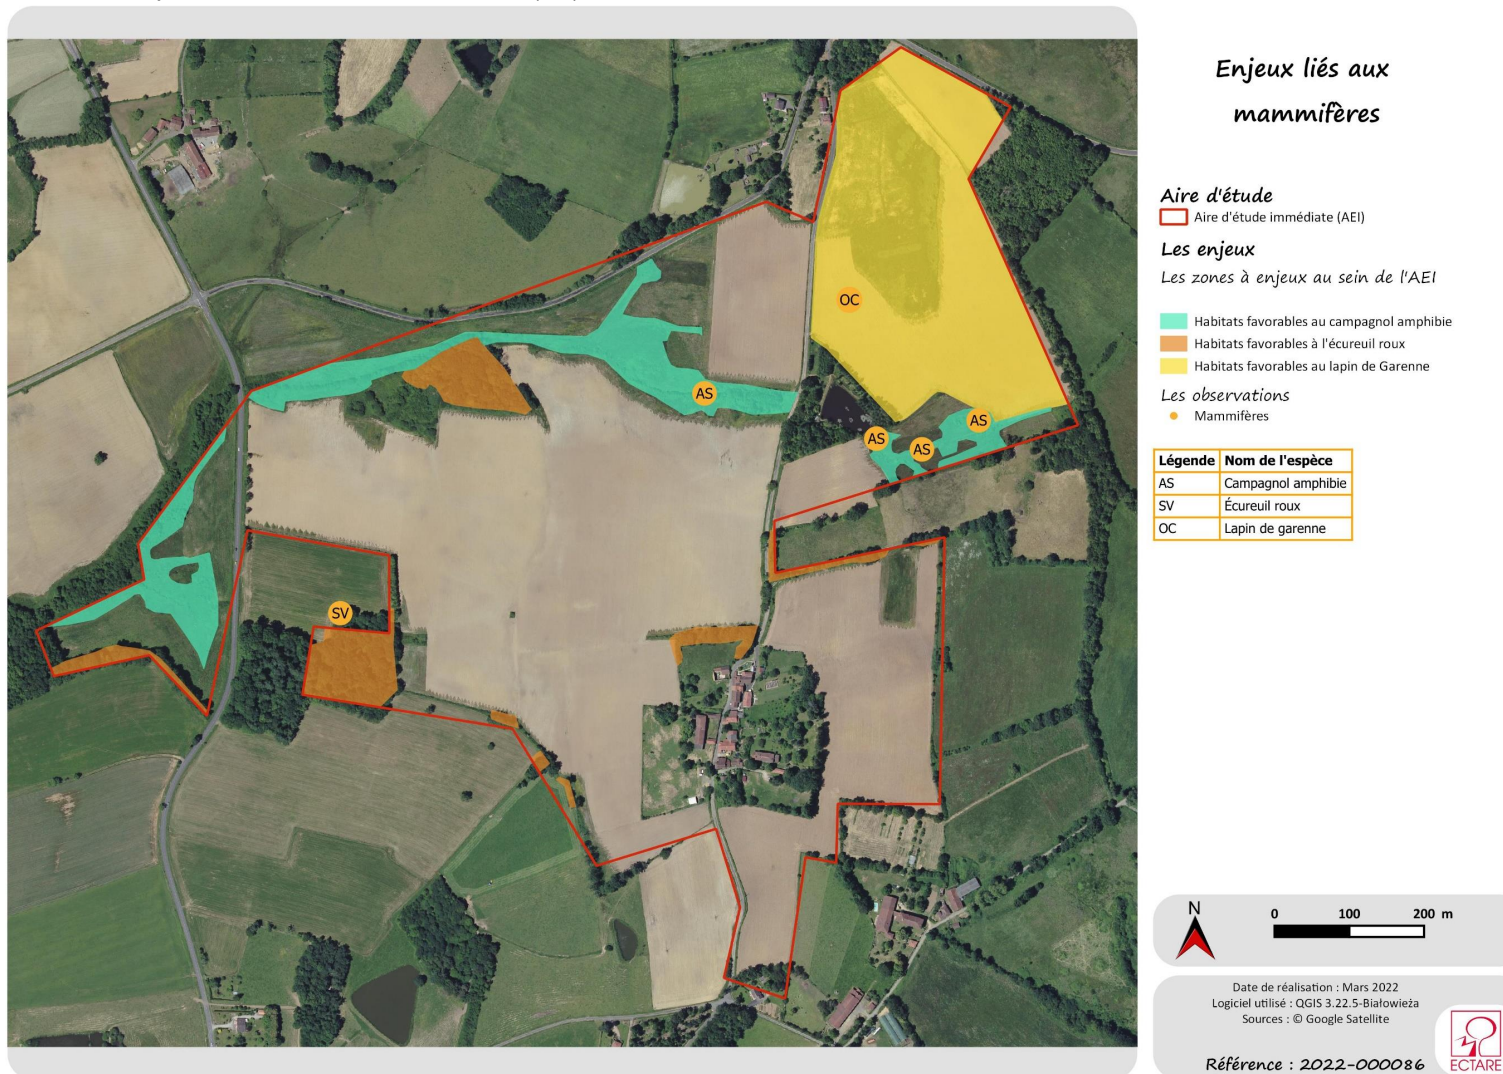 Enjeux liés aux
mammifères
Aire d'étude
Aire d'étude immédiate (AEI)
Les enjeux
Les zones à enjeux au sein de l'AEI
Habitats favorables au campagnol amphibie
Habitats favorables à l'écureuil roux
Habitats favorables au lapin de Garenne
Les observations
Mammifères
Légende Nom de l'espèce
AS Campagnol amphibie
SV Écureuil roux
OC Lapin de garenne
OC
AS
AS
AS
AS
SV
N
0 100 200 m
Date de réalisation : Mars 2022
Logiciel utilisé : QGIS 3.22.5-Białowieża
Sources : © Google Satellite
Référence : 2022-000086
ECTARE